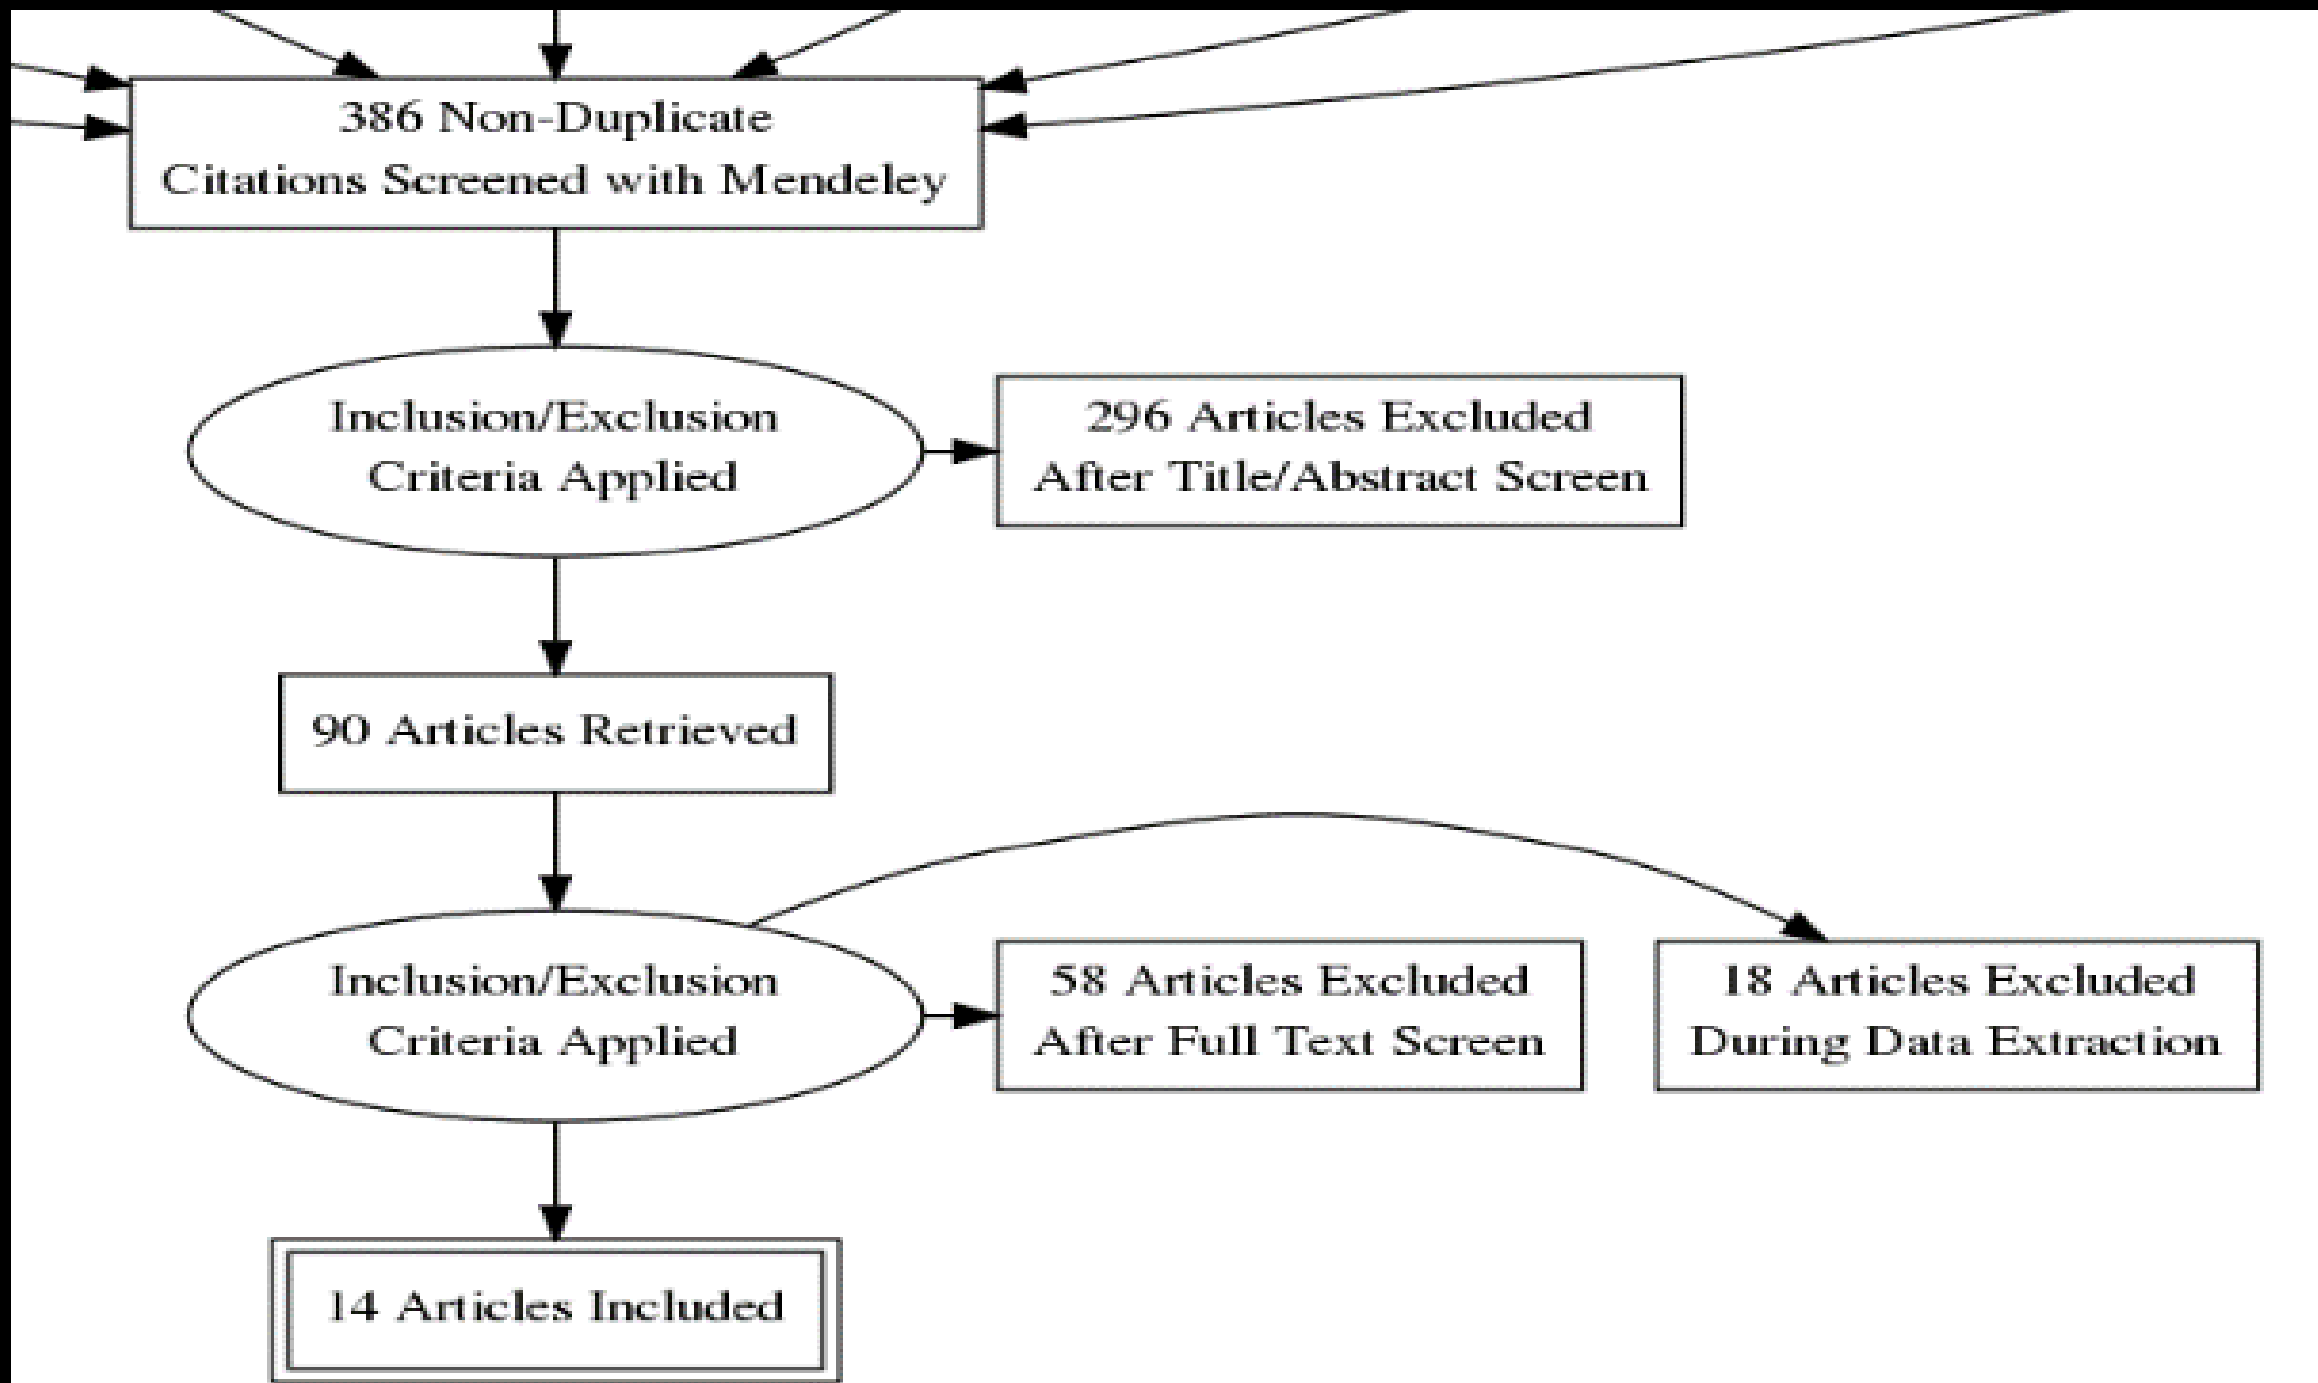 386 Non-Duplicate
Citations Screened with Mendeley
Inclusion/Exclusion
Criteria Applied
296 Articles Excluded
After Title/Abstract Screen
90 Articles Retrieved
Inclusion/Exclusion
Criteria Applied
58 Articles Excluded
After Full Text Screen
18 Articles Excluded
During Data Extraction
14 Articles Included